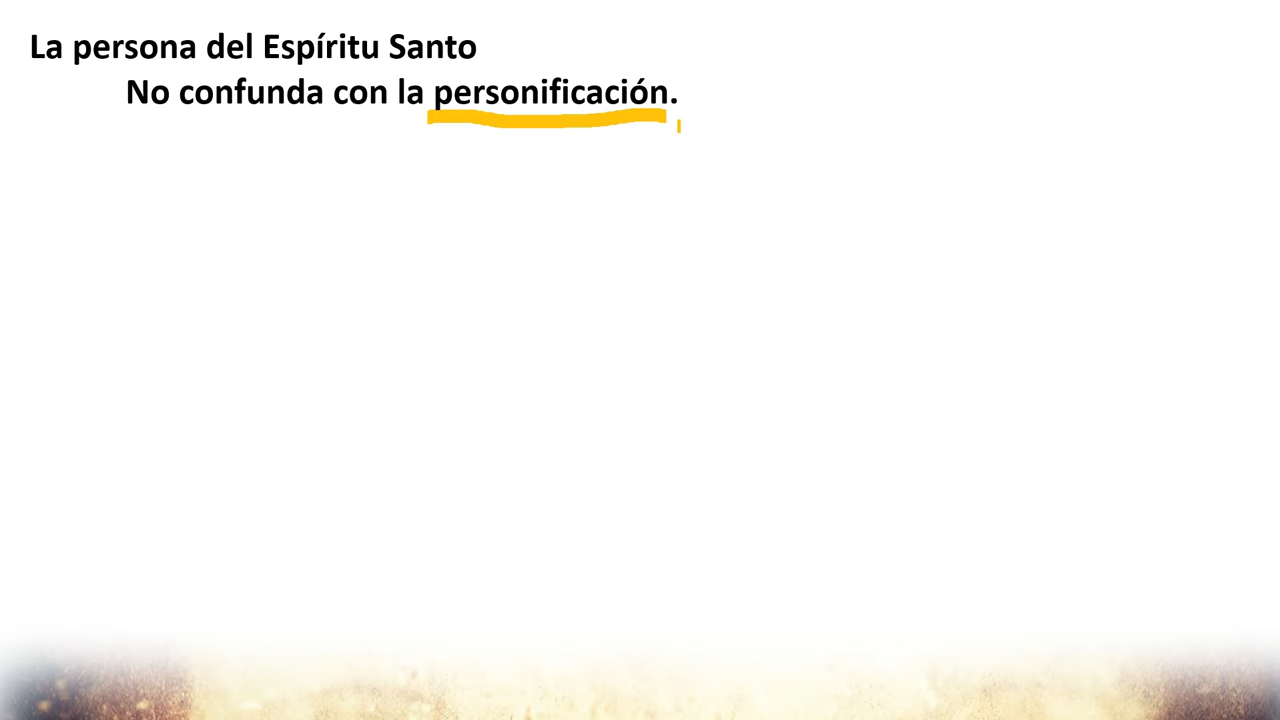 La persona del Espíritu Santo
No confunda con la personificación.